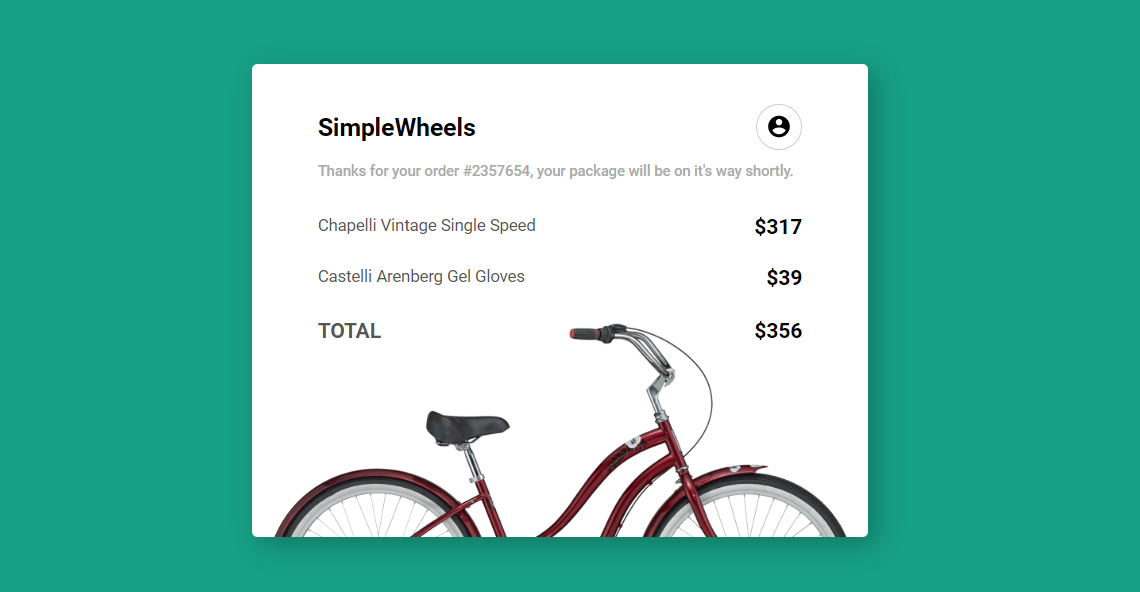 SimpleWheels
Thanks for your order #2357654, your package will be on it's way shortly.
Chapelli Vintage Single Speed $317
Castelli Arenberg Gel Gloves $39
TOTAL $356